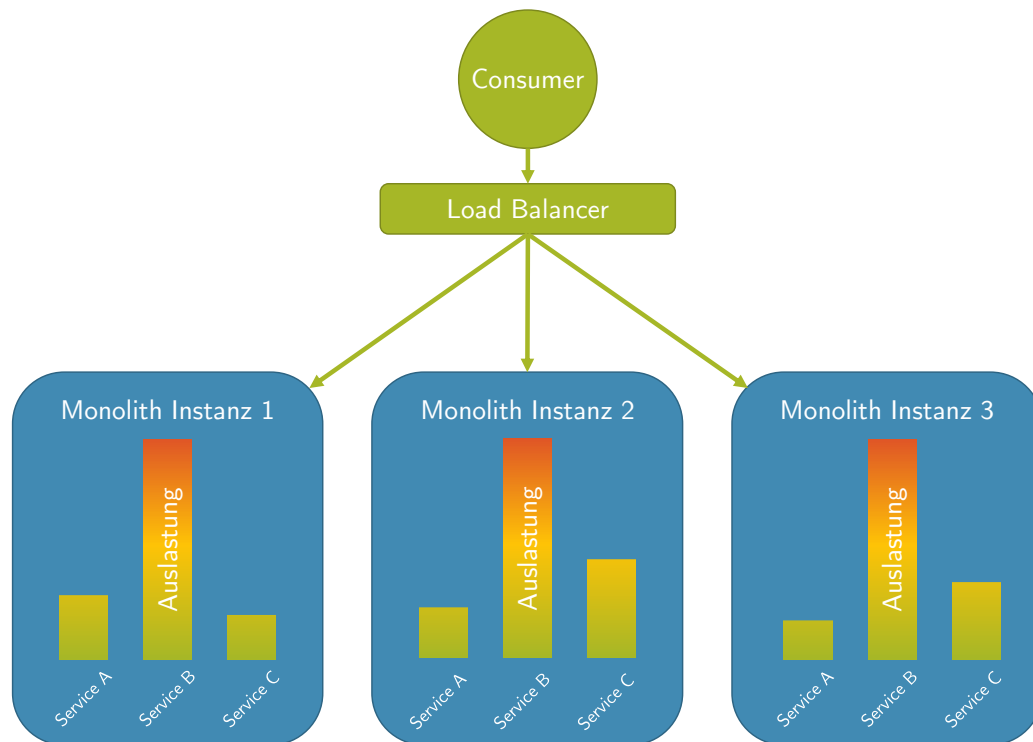 Consumer
Load Balancer
Monolith Instanz 1
Auslastung
Service A
Service B
Service C
Monolith Instanz 2
Auslastung
Service A
Service B
Service C
Monolith Instanz 3
Auslastung
Service A
Service B
Service C